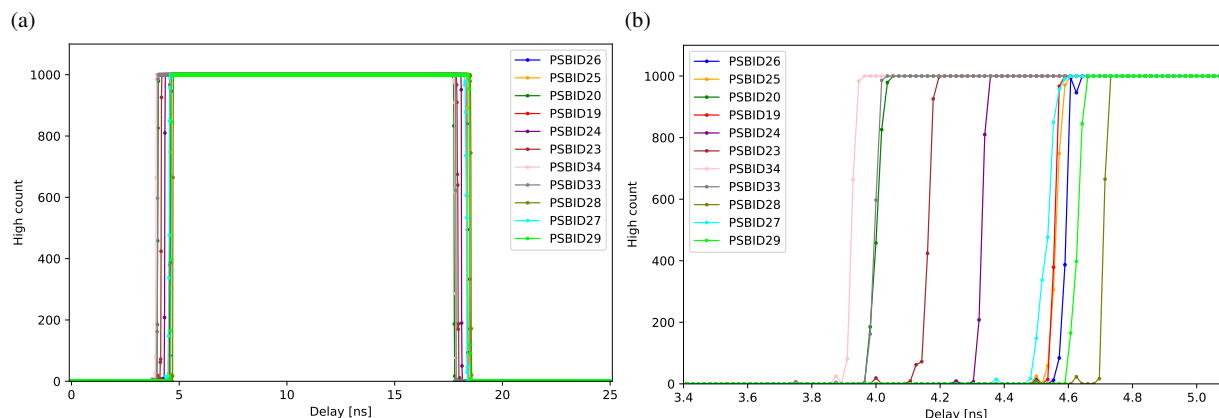 (a)
High count
1000
800
600
400
200
0
0
5
10
15
20
25
Delay [ns]
PSBID26
PSBID25
PSBID20
PSBID19
PSBID24
PSBID23
PSBID34
PSBID33
PSBID28
PSBID27
PSBID29
(b)
High count
1000
800
600
400
200
0
3.4
3.6
3.8
4.0
4.2
4.4
4.6
4.8
5.0
Delay [ns]
PSBID26
PSBID25
PSBID20
PSBID19
PSBID24
PSBID23
PSBID34
PSBID33
PSBID28
PSBID27
PSBID29